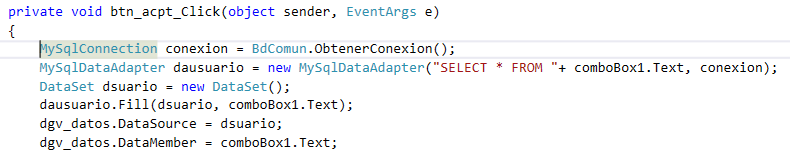 private void btn_acpt_Click(object sender, EventArgs e)
{
MySqlConnection conexion = BdComun.ObtenerConexion();
MySqlDataAdapter dausuario = new MySqlDataAdapter("SELECT * FROM "+ comboBox1.Text, conexion);
DataSet dsuario = new DataSet();
dausuario.Fill(dsuario, comboBox1.Text);
dgv_datos.DataSource = dsuario;
dgv_datos.DataMember = comboBox1.Text;